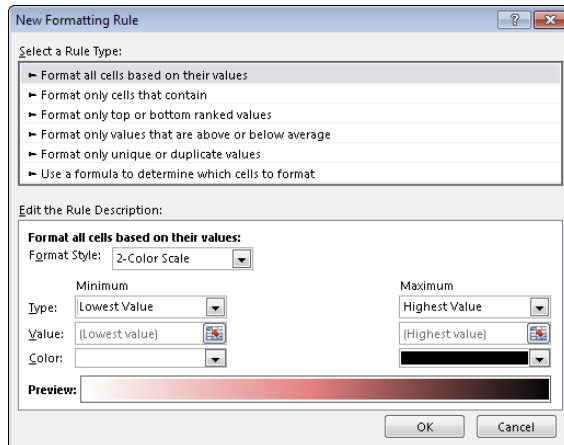 New Formatting Rule
Select a Rule Type:
► Format all cells based on their values
► Format only cells that contain
► Format only top or bottom ranked values
► Format only values that are above or below average
► Format only unique or duplicate values
► Use a formula to determine which cells to format
Edit the Rule Description:
Format all cells based on their values:
Format Style: 2-Color Scale
Minimum Maximum
Type: Lowest Value Highest Value
Value: (Lowest value) (Highest value)
Color:
Preview:
OK Cancel